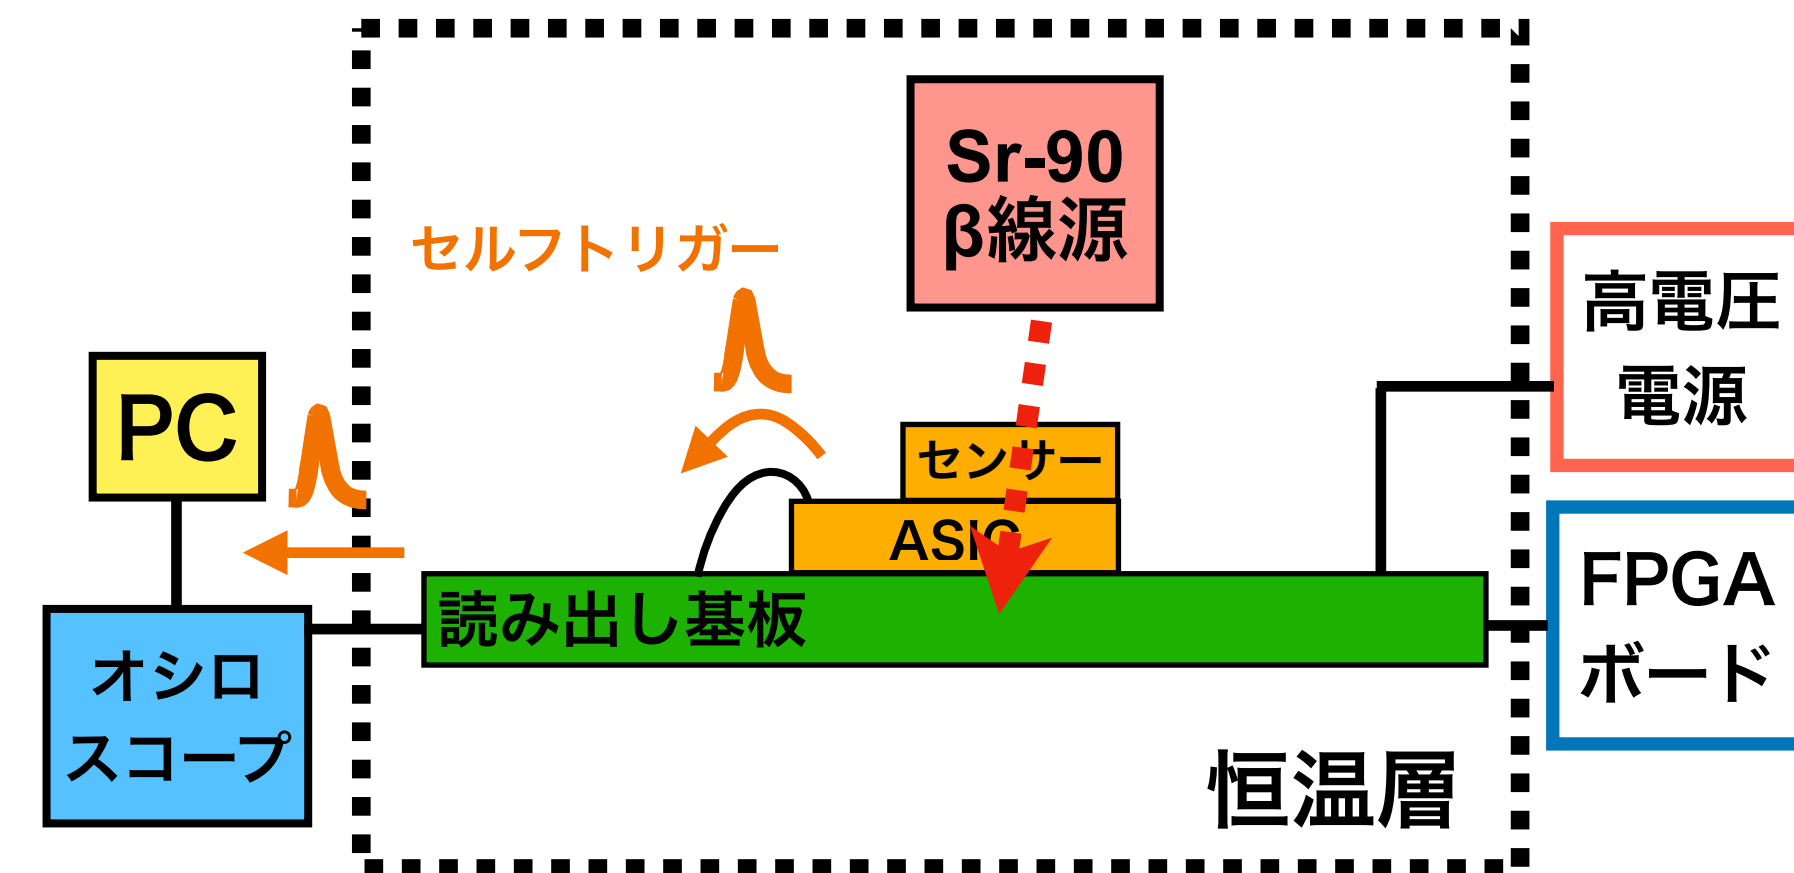 Sr-90
β線源
セルフトリガー
高電圧
電源
PC
センサー
ASIC
FPGA
ボード
読み出し基板
オシロ
スコープ
恒温層